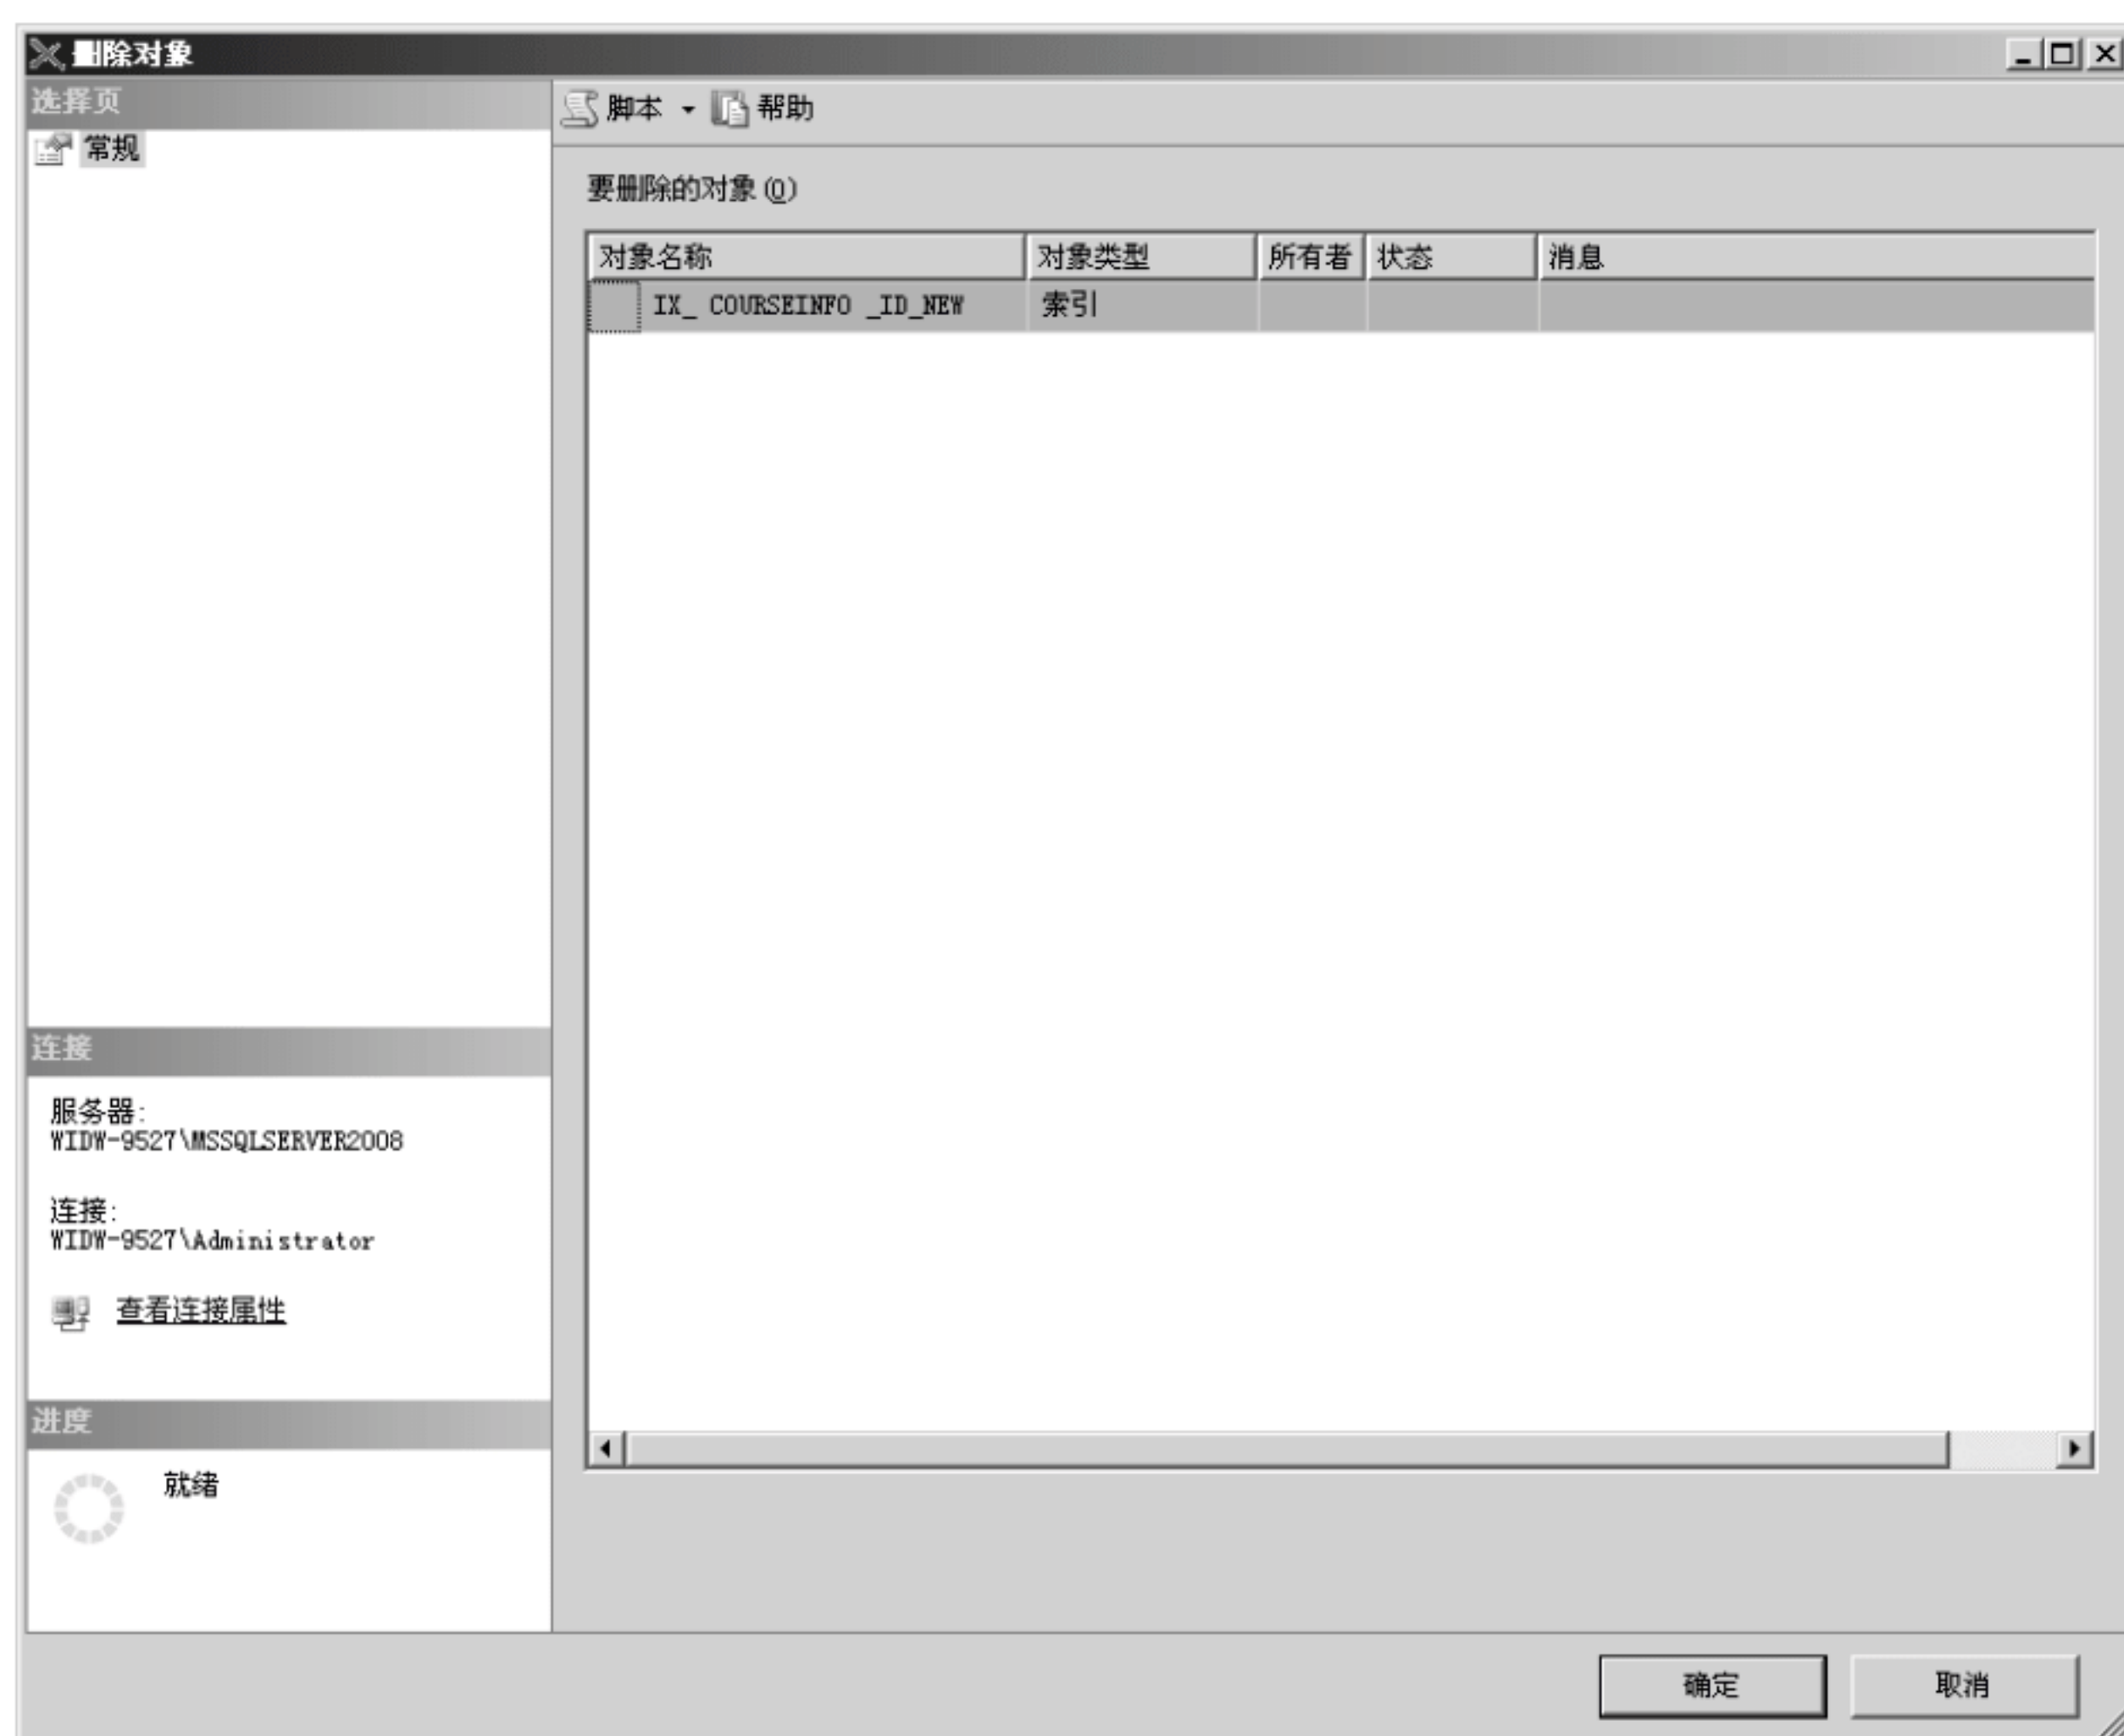 删除对象
选择页
常规
脚本 帮助
要删除的对象(O)
对象名称 对象类型 所有者 状态 消息
IX_ COURSEINFO _ID_NEW 索引
连接
服务器:
WIDW-9527\MSSQLSERVER2008
连接:
WIDW-9527\Administrator
查看连接属性
进度
就绪
确定 取消